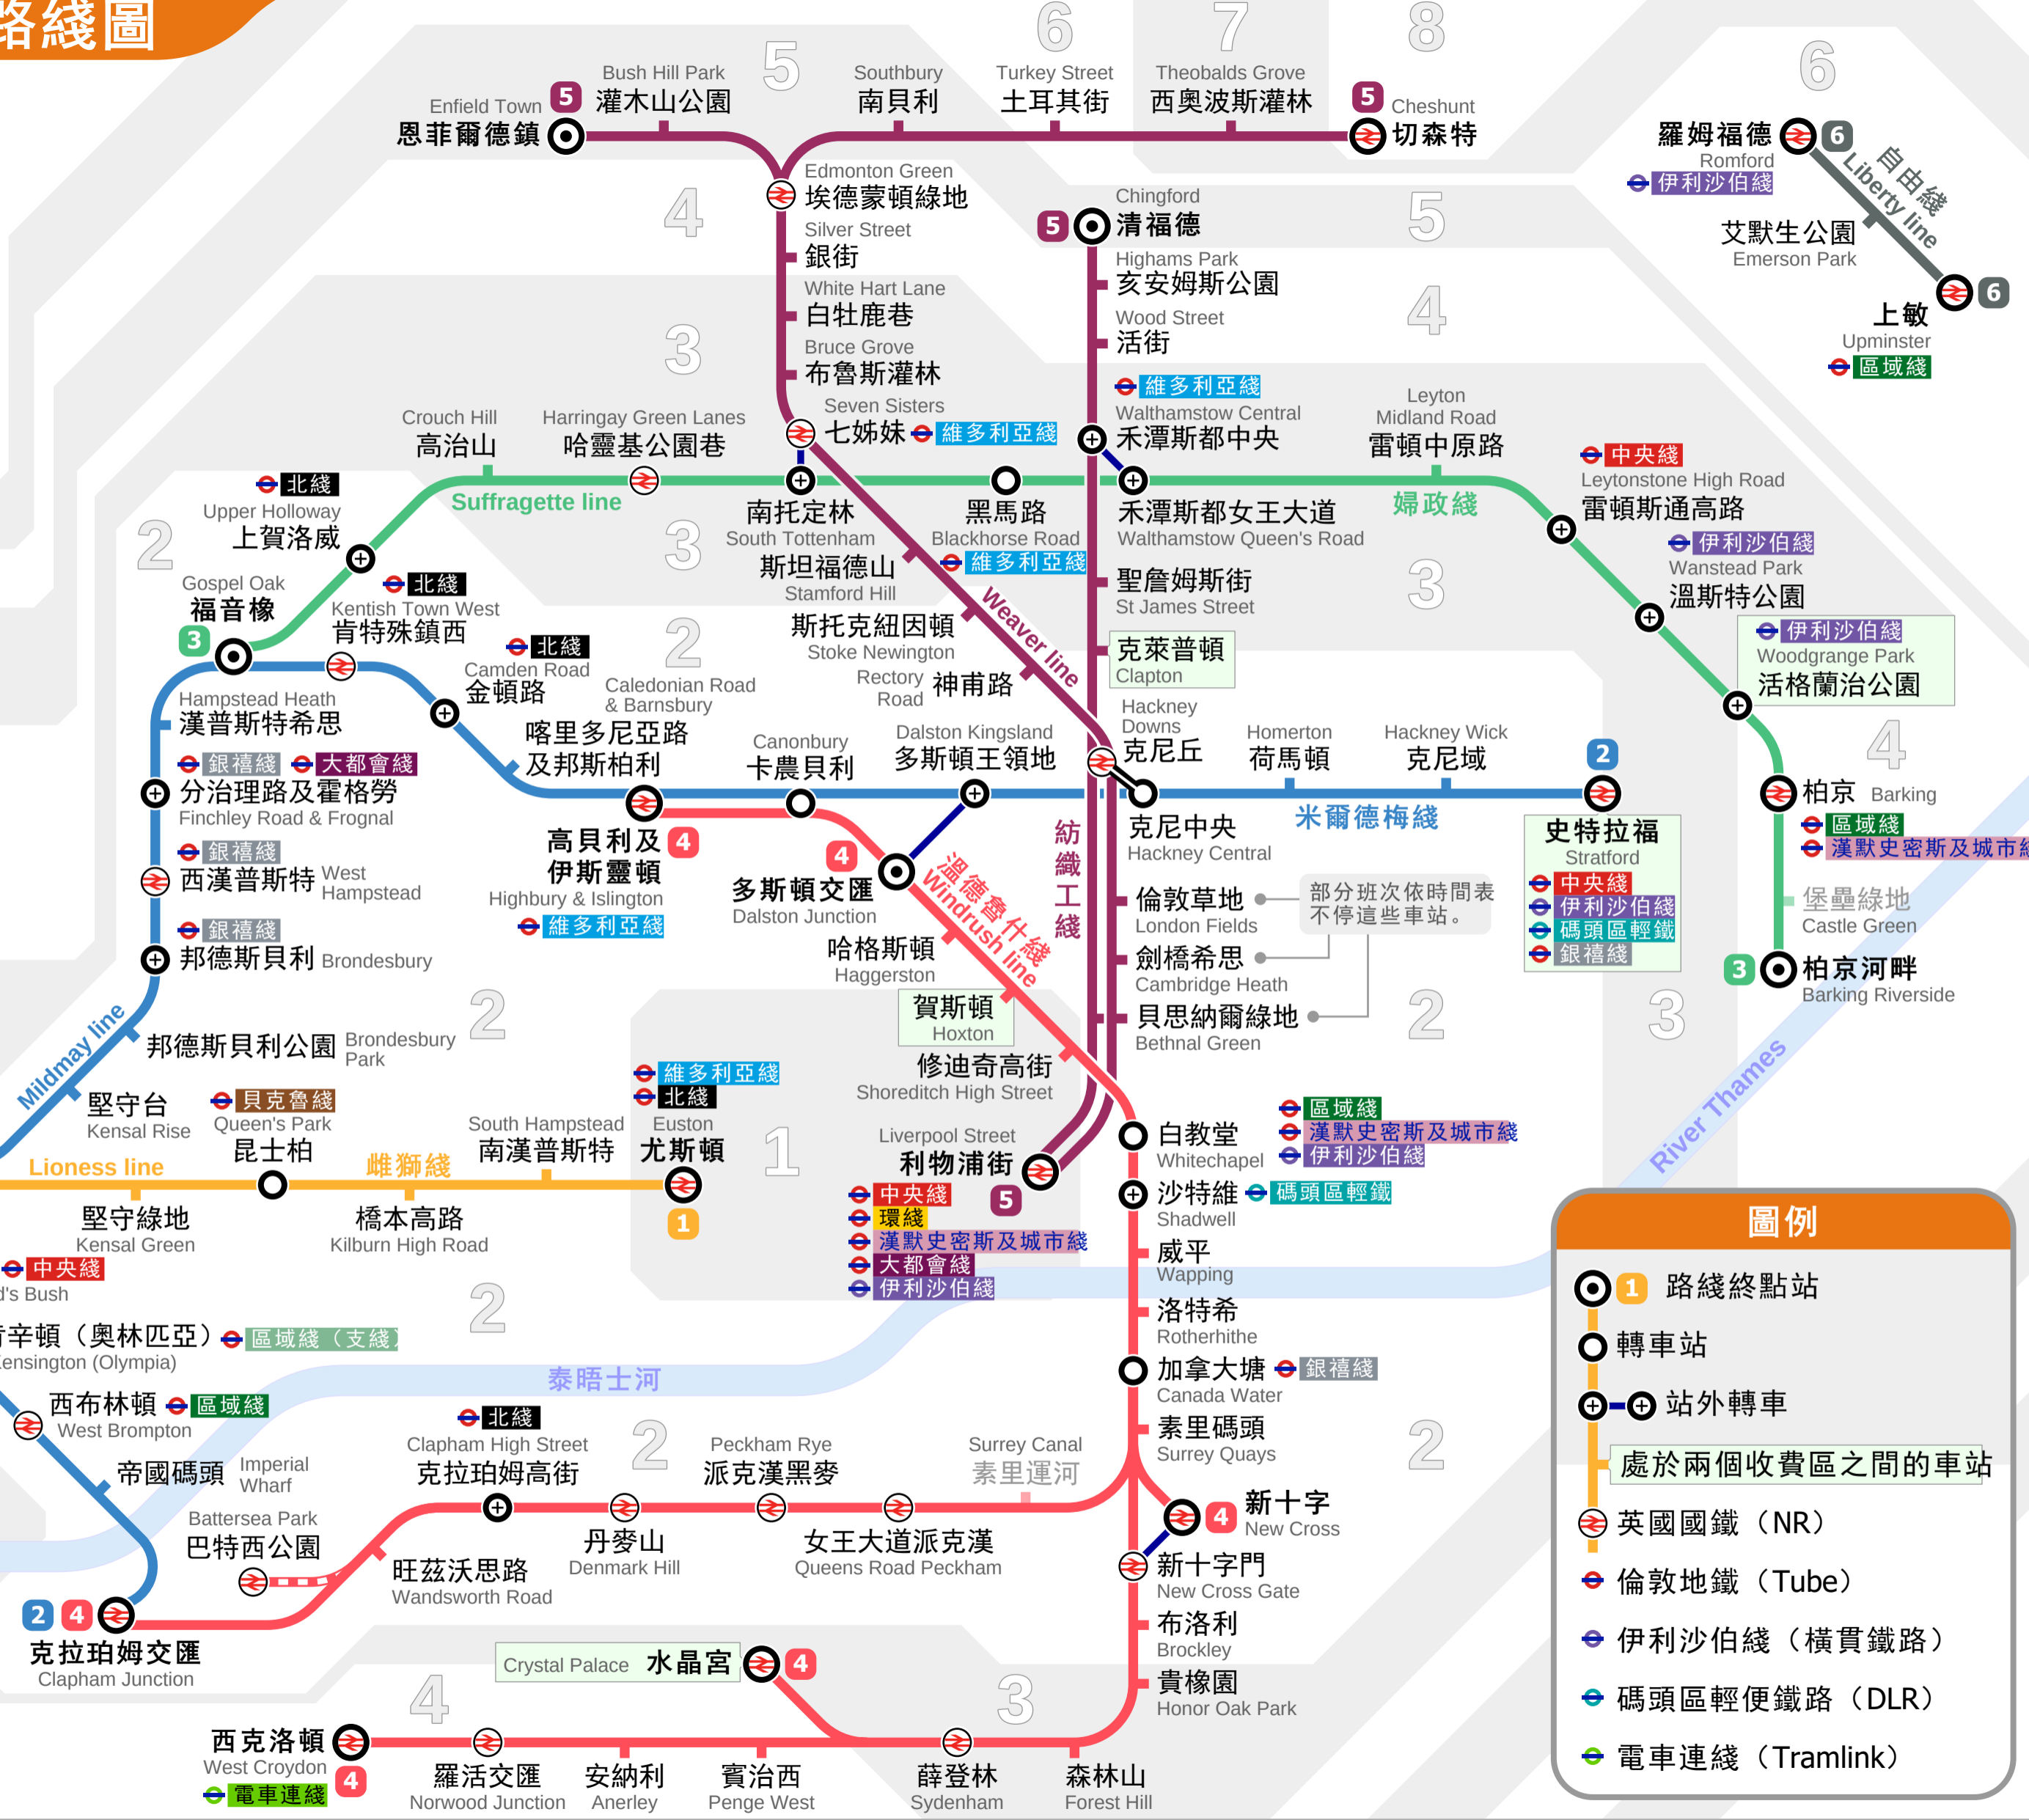 路綫圖
5
6
7
8
6
Enfield Town
恩菲爾德鎮
5
Bush Hill Park
灌木山公園
Southbury
南貝利
Turkey Street
土耳其街
Theobalds Grove
西奧波斯灌林
5
Cheshunt
切森特
羅姆福德
6
Romford
伊利沙伯綫
自由綫
Liberty line
艾默生公園
Emerson Park
6
上敏
Upminster
區域綫
Edmonton Green
埃德蒙頓綠地
4
Silver Street
銀街
White Hart Lane
白牡鹿巷
3
Bruce Grove
布魯斯灌林
Seven Sisters
七姊妹
維多利亞綫
Chingford
5
清福德
5
Highams Park
亥安姆斯公園
4
Wood Street
活街
維多利亞綫
Walthamstow Central
禾潭斯都中央
Leyton
Midland Road
雷頓中原路
中央綫
Leytonstone High Road
雷頓斯通高路
Crouch Hill
高治山
Harringay Green Lanes
哈靈基公園巷
Suffragette line
婦政綫
北綫
Upper Holloway
上賀洛威
2
3
南托定林
South Tottenham
黑馬路
Blackhorse Road
維多利亞綫
禾潭斯都女王大道
Walthamstow Queen's Road
伊利沙伯綫
Wanstead Park
溫斯特公園
斯坦福德山
Stamford Hill
聖詹姆斯街
St James Street
3
Gospel Oak
福音橡
3
北綫
Kentish Town West
肯特殊鎮西
北綫
Camden Road
金頓路
2
斯托克紐因頓
Stoke Newington
Weaver line
Rectory
Road
神甫路
克萊普頓
Clapton
伊利沙伯綫
Woodgrange Park
活格蘭治公園
Hampstead Heath
漢普斯特希思
Caledonian Road
& Barnsbury
喀里多尼亞路
及邦斯柏利
Canonbury
卡農貝利
Dalston Kingsland
多斯頓王領地
Hackney
Downs
克尼丘
Homerton
荷馬頓
Hackney Wick
克尼域
2
4
銀禧綫
大都會綫
分治理路及霍格勞
Finchley Road & Frognal
柏京
Barking
區域綫
漢默史密斯及城市綫
高貝利及
伊斯靈頓
4
Highbury & Islington
維多利亞綫
4
多斯頓交匯
Dalston Junction
溫德魯什綫
Windrush line
紡織工綫
克尼中央
Hackney Central
米爾德梅綫
史特拉福
Stratford
中央綫
伊利沙伯綫
碼頭區輕鐵
銀禧綫
銀禧綫
西漢普斯特
West
Hampstead
銀禧綫
邦德斯貝利
Brondesbury
哈格斯頓
Haggerston
倫敦草地
London Fields
部分班次依時間表
不停這些車站。
劍橋希思
Cambridge Heath
貝思納爾綠地
Bethnal Green
堡壘綠地
Castle Green
3
柏京河畔
Barking Riverside
2
賀斯頓
Hoxton
2
3
Mildmay line
邦德斯貝利公園
Brondesbury
Park
修迪奇高街
Shoreditch High Street
堅守台
Kensal Rise
貝克魯綫
Queen's Park
昆士柏
South Hampstead
南漢普斯特
維多利亞綫
北綫
Euston
尤斯頓
1
1
Lioness line
雌獅綫
堅守綠地
Kensal Green
橋本高路
Kilburn High Road
Liverpool Street
利物浦街
5
中央綫
環綫
漢默史密斯及城市綫
大都會綫
伊利沙伯綫
白教堂
Whitechapel
區域綫
漢默史密斯及城市綫
伊利沙伯綫
沙特維
碼頭區輕鐵
Shadwell
威平
Wapping
River Thames
中央綫
d's Bush
2
辛頓（奧林匹亞）
區域綫（支綫）
Kensington (Olympia)
泰晤士河
洛特希
Rotherhithe
加拿大塘
銀禧綫
Canada Water
素里碼頭
Surrey Quays
2
西布林頓
區域綫
West Brompton
北綫
Clapham High Street
克拉珀姆高街
2
Peckham Rye
派克漢黑麥
Surrey Canal
素里運河
帝國碼頭
Imperial
Wharf
Battersea Park
巴特西公園
旺茲沃思路
Wandsworth Road
丹麥山
Denmark Hill
女王大道派克漢
Queens Road Peckham
4
新十字
New Cross
新十字門
New Cross Gate
布洛利
Brockley
貴橡園
Honor Oak Park
2
4
克拉珀姆交匯
Clapham Junction
Crystal Palace
水晶宮
4
4
3
西克洛頓
West Croydon
4
電車連綫
羅活交匯
Norwood Junction
安納利
Anerley
賓治西
Penge West
薛登林
Sydenham
森林山
Forest Hill
圖例
1
路綫終點站
轉車站
站外轉車
處於兩個收費區之間的車站
英國國鐵（NR）
倫敦地鐵（Tube）
伊利沙伯綫（橫貫鐵路）
碼頭區輕便鐵路（DLR）
電車連綫（Tramlink）